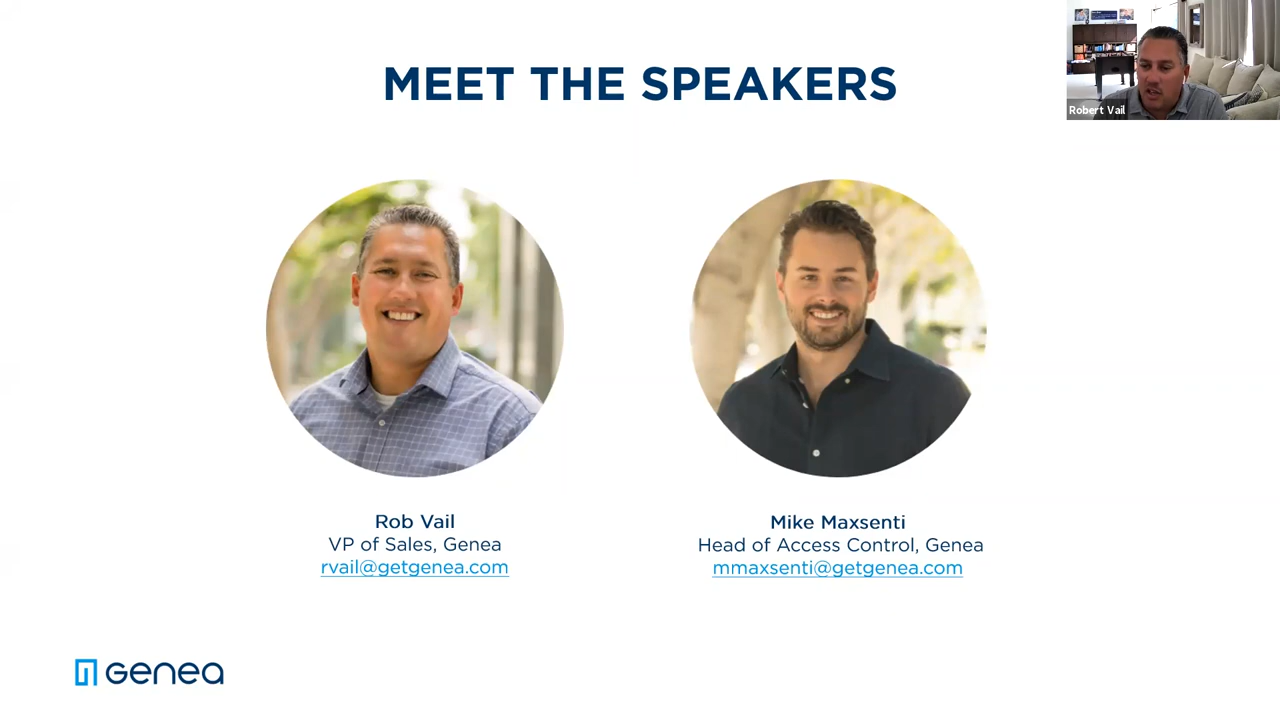 MEET THE SPEAKERS
Robert Vail
Rob Vail
VP of Sales, Genea
rvail@getgenea.com
Mike Maxsenti
Head of Access Control, Genea
mmaxsenti@getgenea.com
genea